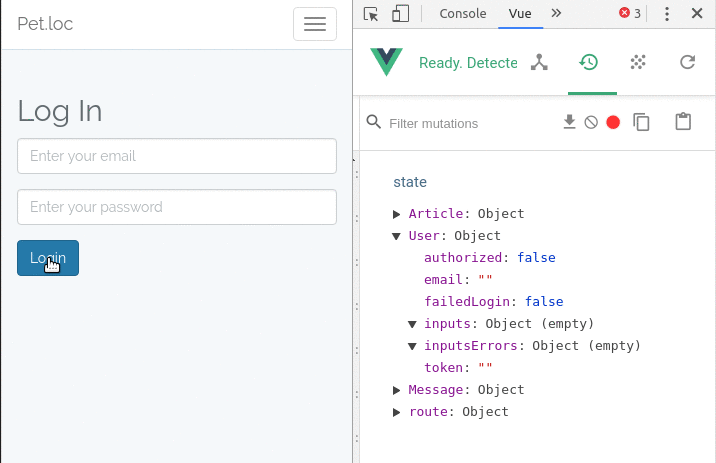 Pet.loc
Log In
Enter your email
Enter your password
Login
Console Vue » 3
Ready. Detecte
Filter mutations
state
▶ Article: Object
▼ User: Object
authorized: false
email: ""
failedLogin: false
▼ inputs: Object (empty)
▼ inputsErrors: Object (empty)
token: ""
▶ Message: Object
▶ route: Object